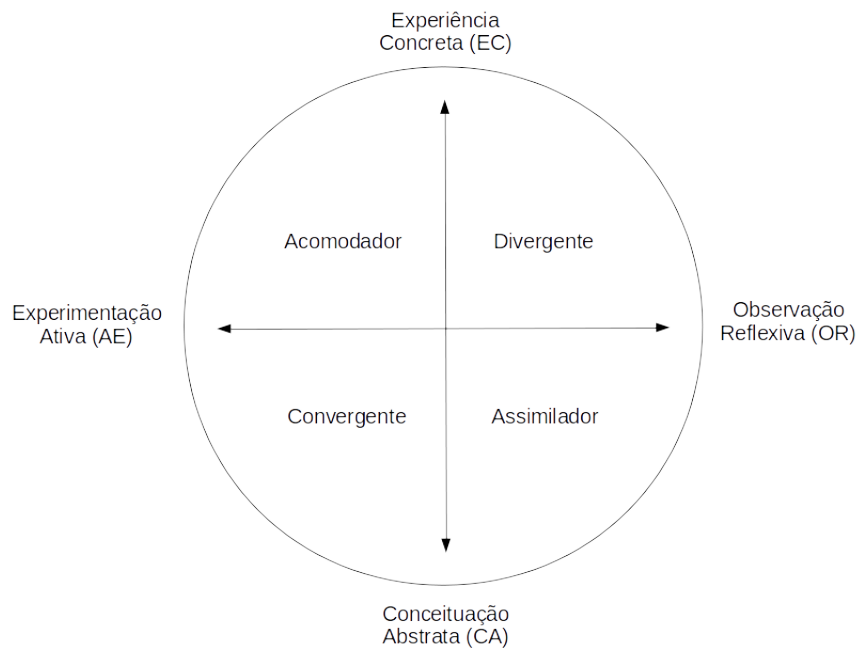 Experiência
Concreta (EC)
Acomodador
Divergente
Experimentação
Ativa (AE)
Observação
Reflexiva (OR)
Convergente
Assimilador
Conceituação
Abstrata (CA)